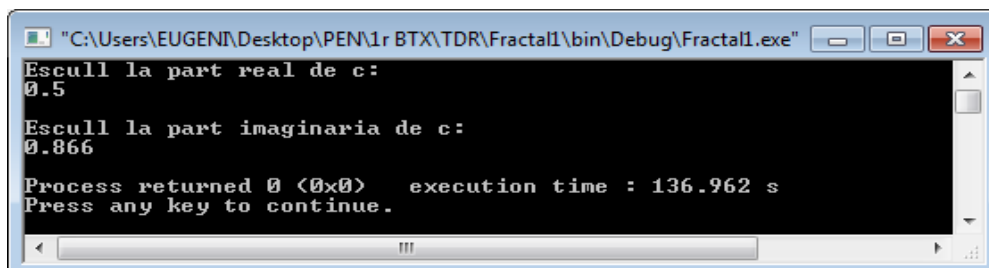 "C:\Users\EUGENI\Desktop\PEN\1r BTX\TDR\Fractal1\bin\Debug\Fractal1.exe"
Escull la part real de c:
0.5
Escull la part imaginaria de c:
0.866
Process returned 0 (0x0)   execution time : 136.962 s
Press any key to continue.